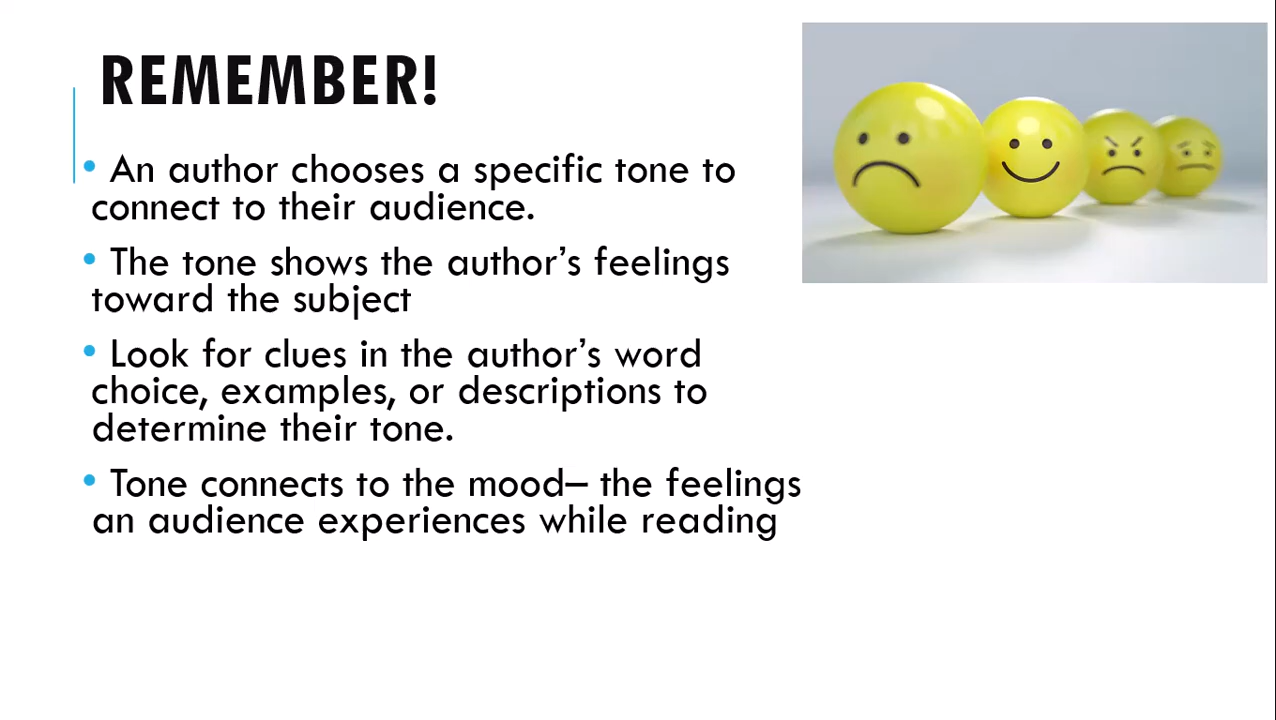 REMEMBER!
• An author chooses a specific tone to
connect to their audience.
• The tone shows the author’s feelings
toward the subject
• Look for clues in the author’s word
choice, examples, or descriptions to
determine their tone.
• Tone connects to the mood– the feelings
an audience experiences while reading